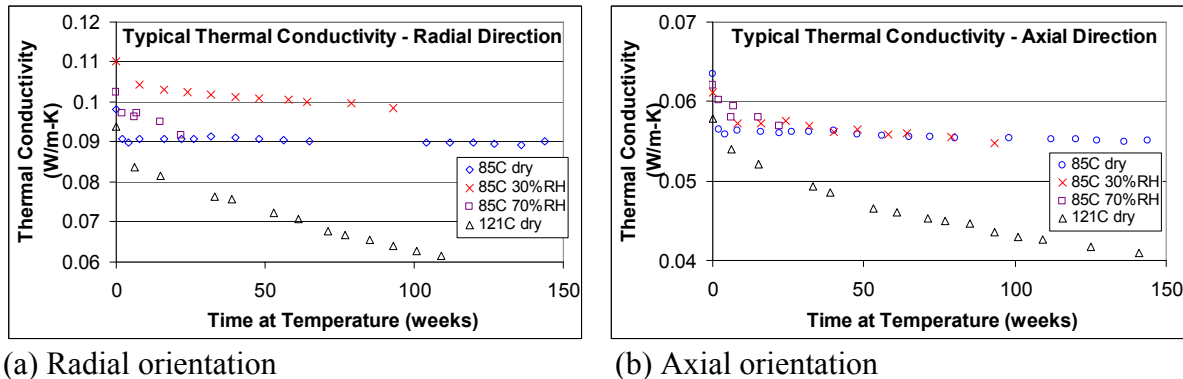 Typical Thermal Conductivity - Radial Direction
Thermal Conductivity
(W/m-K)
0.12
0.11
0.1
0.09
0.08
0.07
0.06
85C dry
85C 30%RH
85C 70%RH
121C dry
0
50
100
150
Time at Temperature (weeks)
(a) Radial orientation
Typical Thermal Conductivity - Axial Direction
Thermal Conductivity
(W/m-K)
0.07
0.06
0.05
0.04
85C dry
85C 30%RH
85C 70%RH
121C dry
0
50
100
150
Time at Temperature (weeks)
(b) Axial orientation